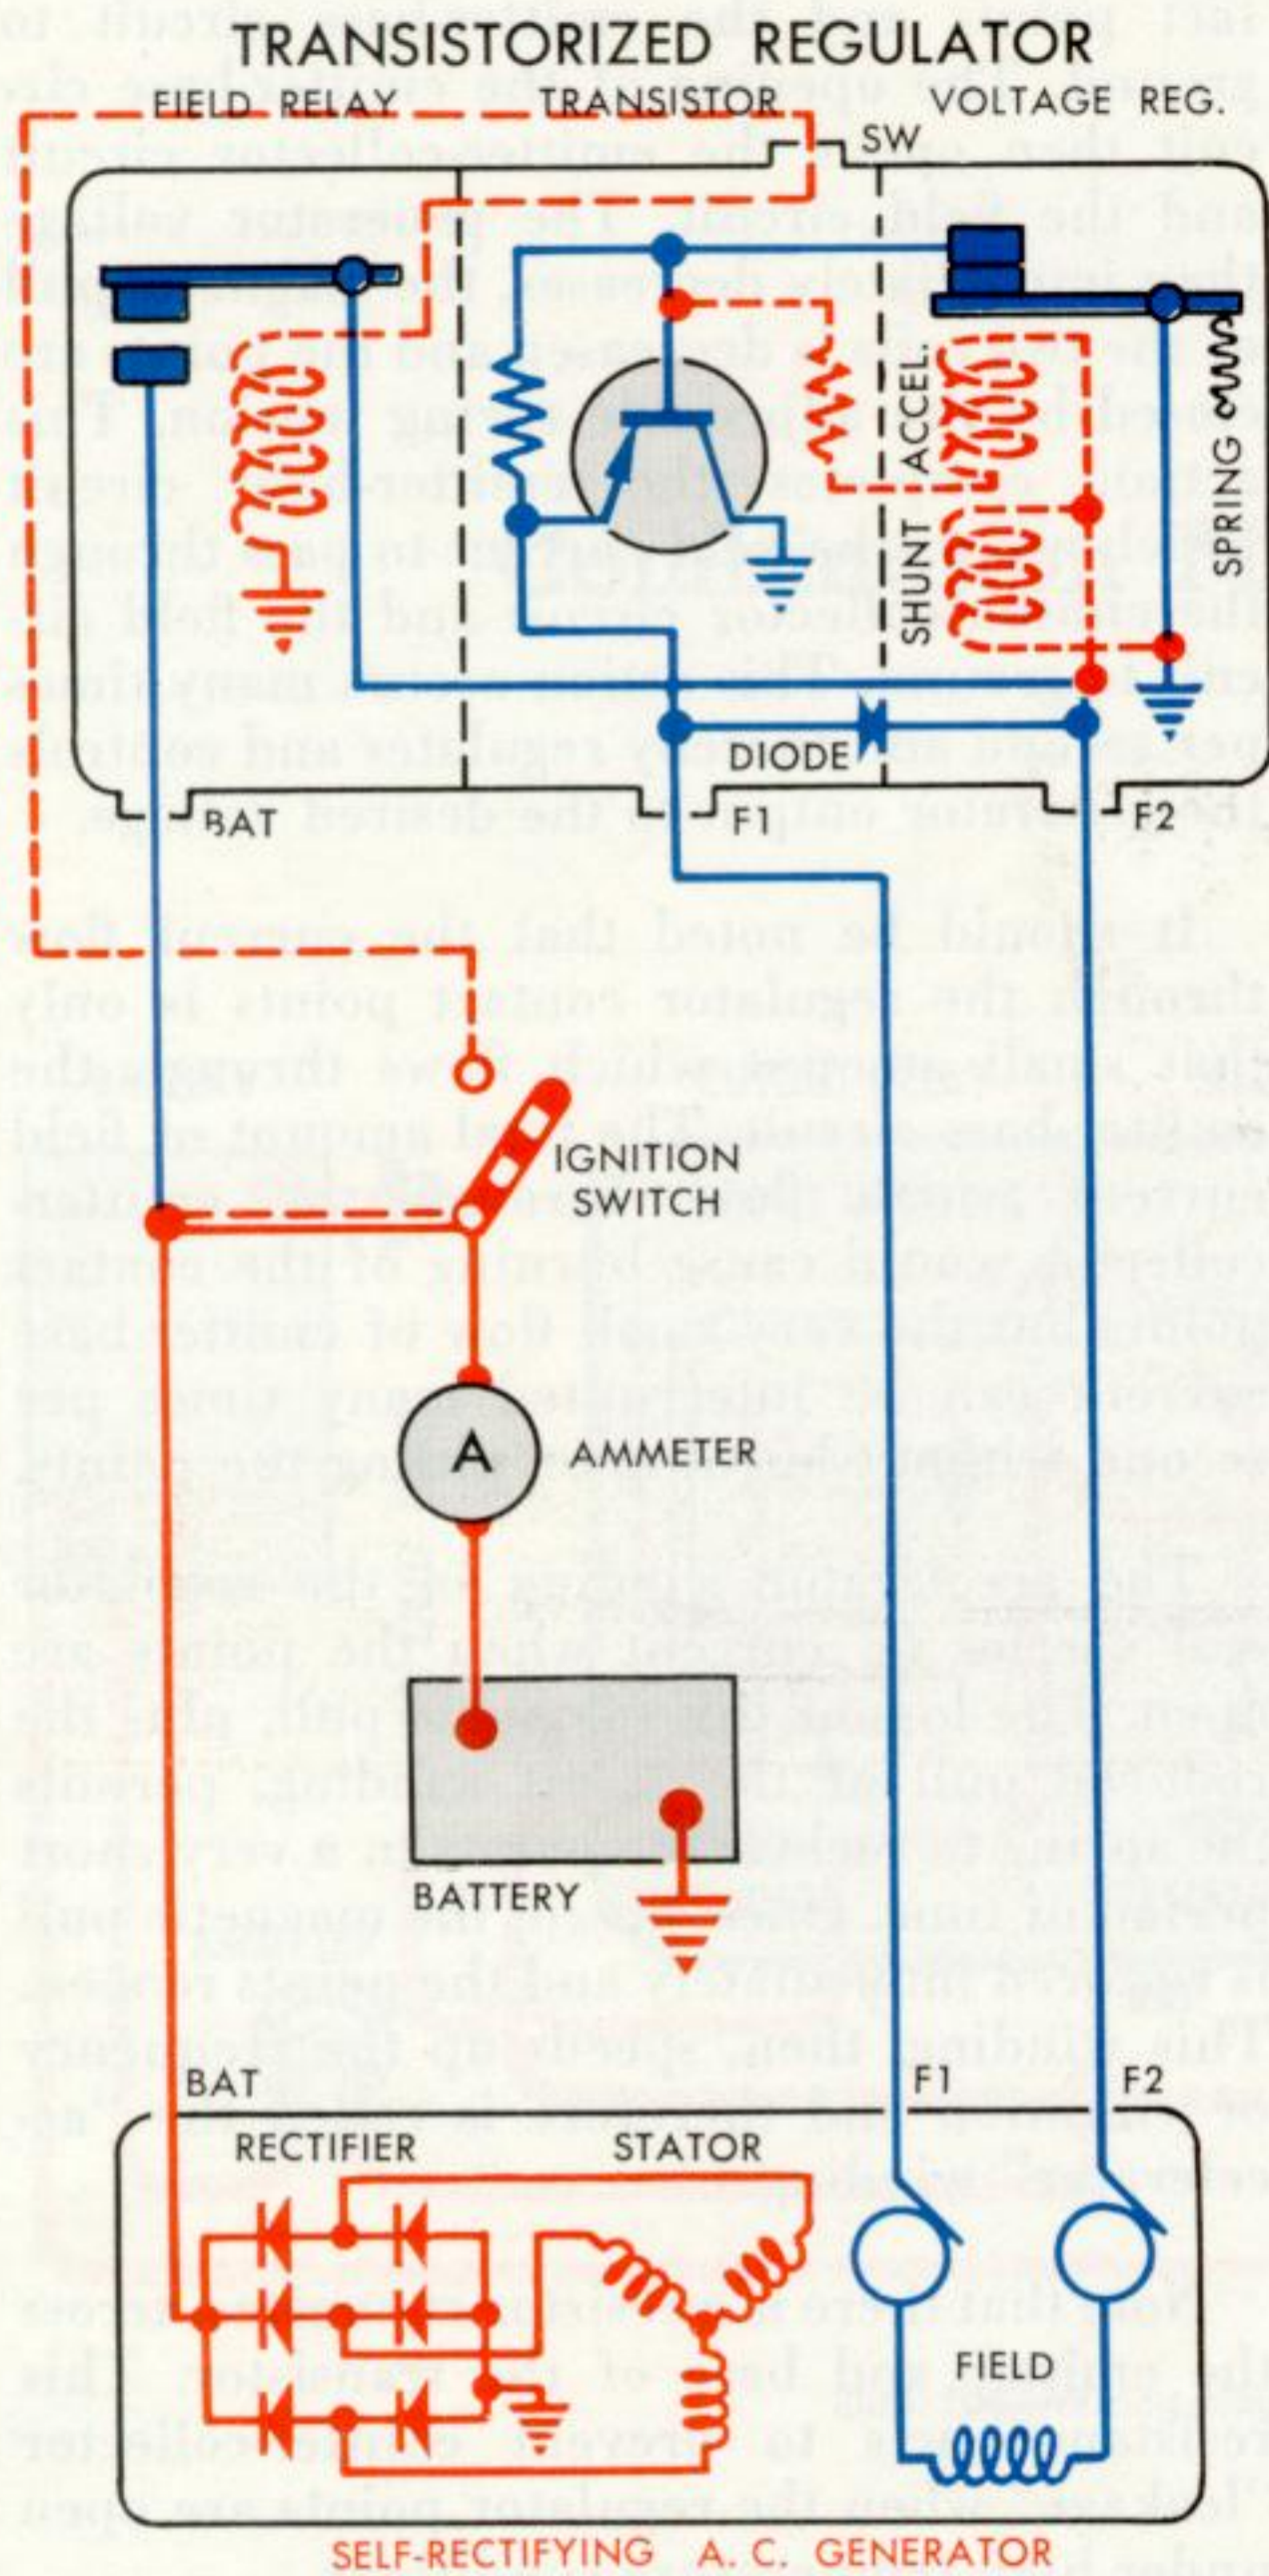 TRANSISTORIZED REGULATOR
FIELD RELAY TRANSISTOR VOLTAGE REG.
SW
ACCEL.
SHUNT
SPRING
DIODE
BAT F1 F2
IGNITION
SWITCH
A AMMETER
BATTERY
BAT F1 F2
RECTIFIER STATOR
FIELD
SELF-RECTIFYING A. C. GENERATOR